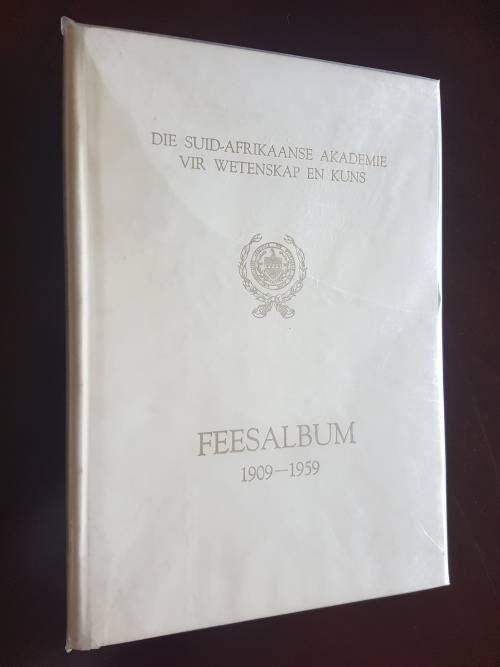 DIE SUID-AFRIKAANSE AKADEMIE
VIR WETENSKAP EN KUNS
FEESALBUM
1909—1959